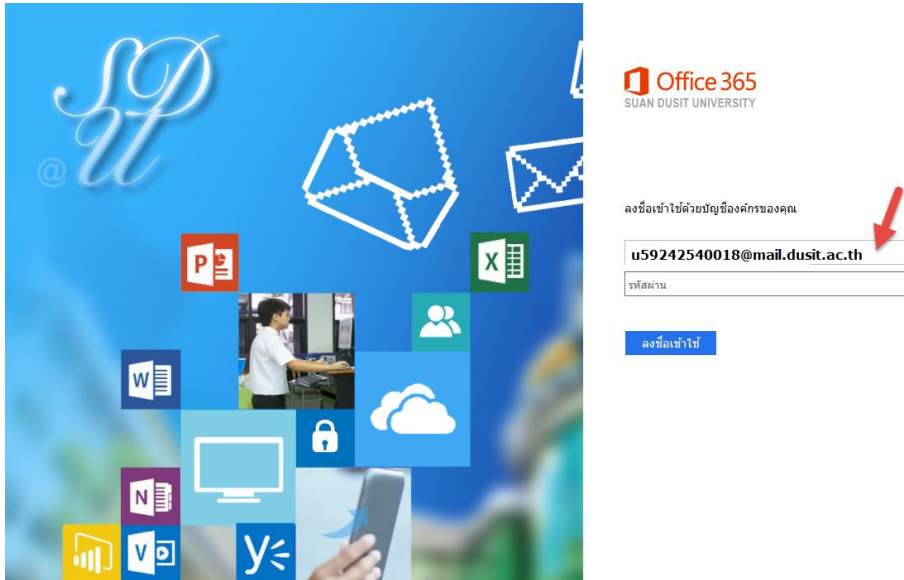 SDU
@
Office 365
SUAN DUSIT UNIVERSITY
ลงชื่อเข้าใช้ด้วยบัญชีองค์กรของคุณ
u59242540018@mail.dusit.ac.th
รหัสผ่าน
ลงชื่อเข้าใช้
P
X
W
N
V